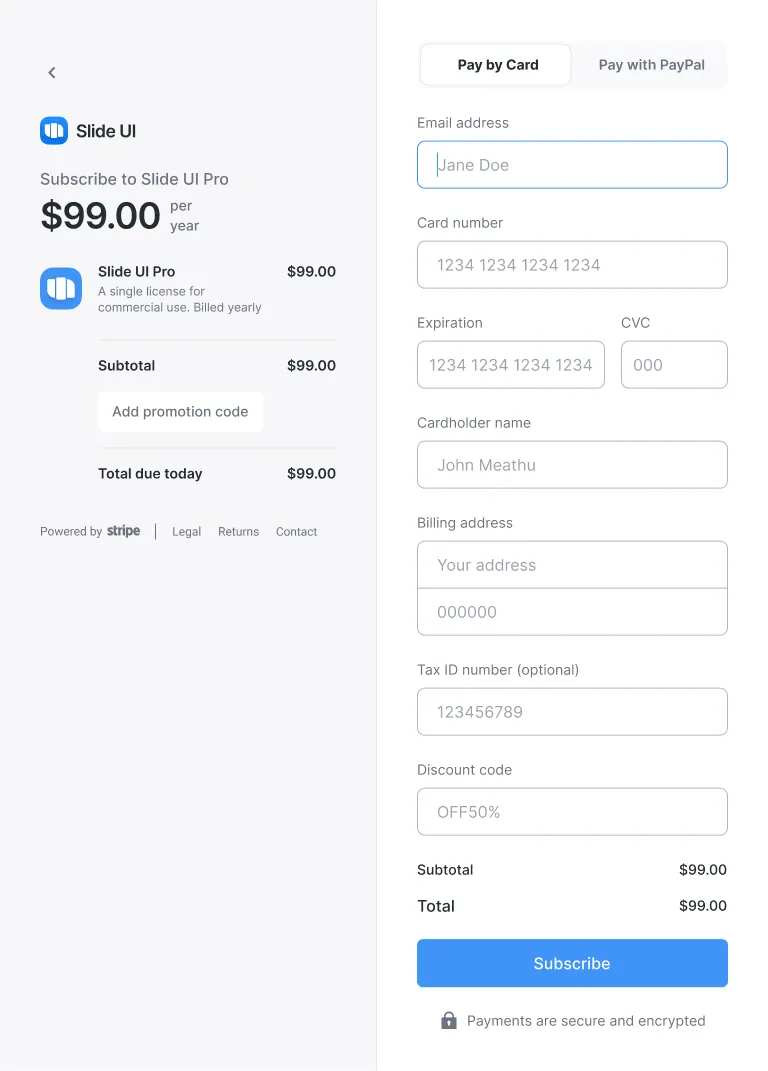 Slide UI
Subscribe to Slide UI Pro
$99.00 per
year
Slide UI Pro $99.00
A single license for
commercial use. Billed yearly
Subtotal $99.00
Add promotion code
Total due today $99.00
Powered by stripe Legal Returns Contact
Pay by Card Pay with PayPal
Email address
Jane Doe
Card number
1234 1234 1234 1234
Expiration CVC
1234 1234 1234 1234 000
Cardholder name
John Meathu
Billing address
Your address
000000
Tax ID number (optional)
123456789
Discount code
OFF50%
Subtotal $99.00
Total $99.00
Subscribe
Payments are secure and encrypted